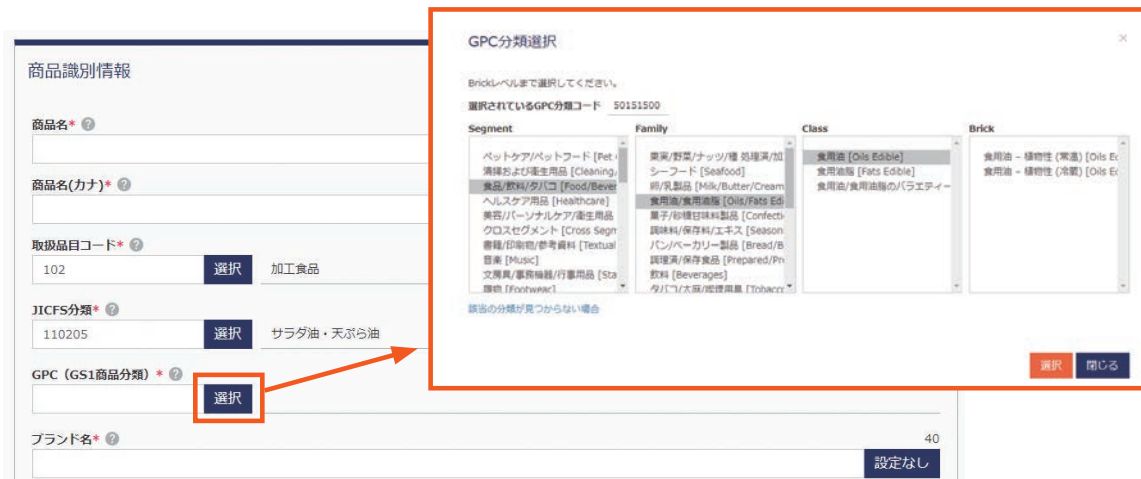 商品識別情報
商品名*
商品名(カナ)*
取扱品目コード*
102 選択 加工食品
JICFS分類*
110205 選択 サラダ油・天ぷら油
GPC（GS1商品分類）*
選択
ブランド名* 40
設定なし
GPC分類選択
×
Brickレベルまで選択してください。
選択されているGPC分類コード 50151500
Segment
ペットケア/ペットフード [Pet
清掃および衛生用品 [Cleaning/
食品/飲料/タバコ [Food/Bever
ヘルスケア用品 [Healthcare]
美容/パーソナルケア/衛生用品
クロスセグメント [Cross Segm
書籍/印刷物/参考資料 [Textual
音楽 [Music]
文房具/事務機器/行事用品 [Sta
履物 [Footwear]
Family
果実/野菜/ナッツ/種 処理済/加
シーフード [Seafood]
卵/乳製品 [Milk/Butter/Cream
食用油/食用油脂 [Oils/Fats Edi
菓子/砂糖甘味料製品 [Confecti
調味料/保存料/エキス [Season
パン/ベーカリー製品 [Bread/B
調理済/保存食品 [Prepared/Pr
飲料 [Beverages]
タバコ/大麻/喫煙用具 [Tobacc
Class
食用油 [Oils Edible]
食用油脂 [Fats Edible]
食用油/食用油脂のバラエティー
Brick
食用油 – 植物性 (常温) [Oils Ed
食用油 – 植物性 (冷蔵) [Oils Ed
該当の分類が見つからない場合
選択 閉じる